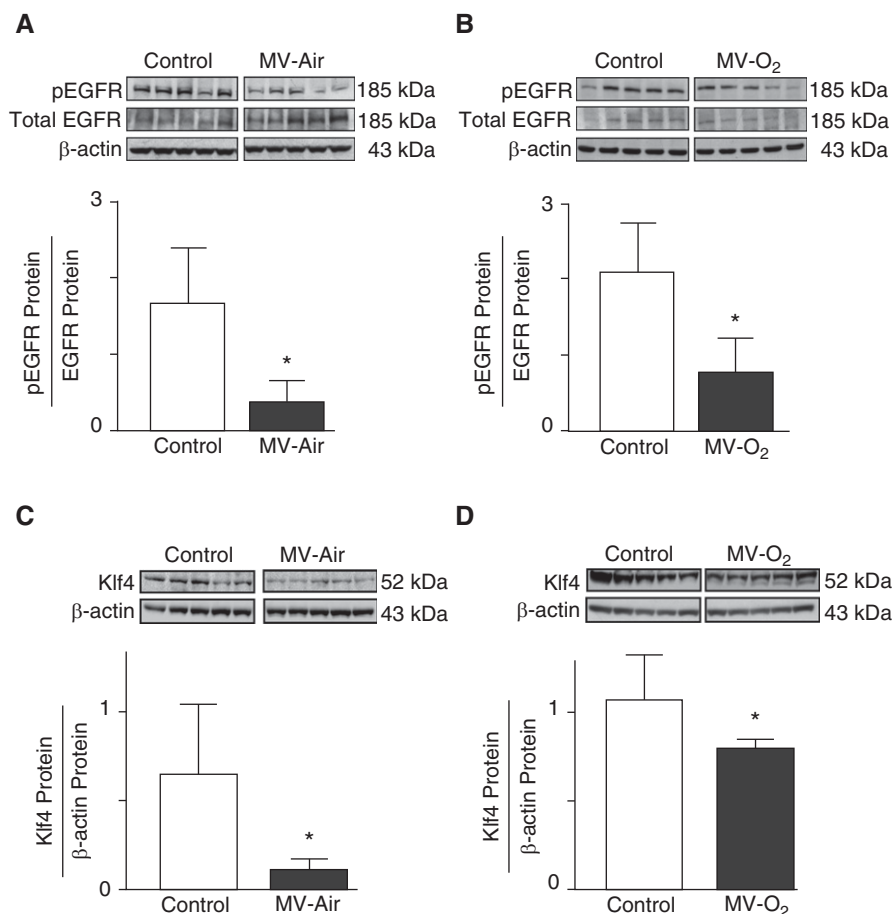 A
Control MV-Air
pEGFR 185 kDa
Total EGFR 185 kDa
β-actin 43 kDa
3
pEGFR Protein
EGFR Protein
*
0
Control MV-Air
B
Control MV-O₂
pEGFR 185 kDa
Total EGFR 185 kDa
β-actin 43 kDa
3
pEGFR Protein
EGFR Protein
*
0
Control MV-O₂
C
Control MV-Air
Klf4 52 kDa
β-actin 43 kDa
1
Klf4 Protein
β-actin Protein
*
0
Control MV-Air
D
Control MV-O₂
Klf4 52 kDa
β-actin 43 kDa
1
Klf4 Protein
β-actin Protein
*
0
Control MV-O₂